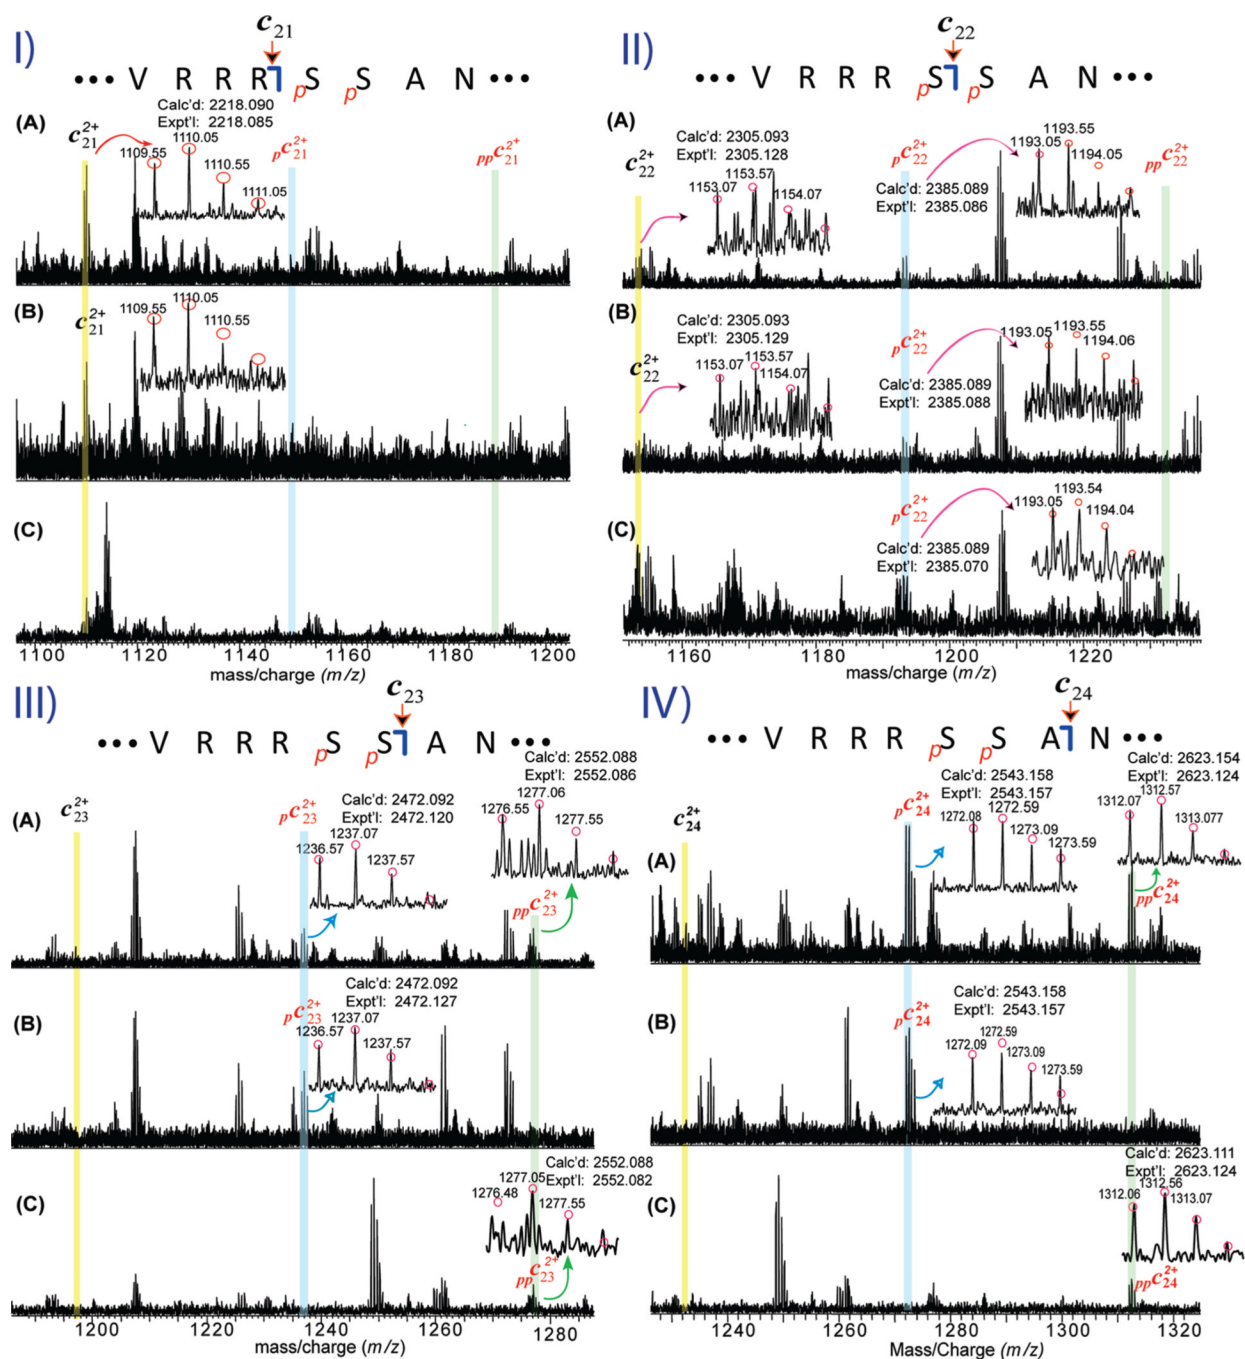 I)
c21
••• V R R R pS pS A N •••
(A)
c21 2+
Calc'd: 2218.090
Expt'l: 2218.085
1109.55
1110.05
1110.55
1111.05
pc21 2+
ppc21 2+
(B)
c21 2+
1109.55
1110.05
1110.55
(C)
1100 1120 1140 1160 1180 1200
mass/charge (m/z)
II)
c22
••• V R R R pS pS A N •••
(A)
c22 2+
Calc'd: 2305.093
Expt'l: 2305.128
1153.07
1153.57
1154.07
pc22 2+
Calc'd: 2385.089
Expt'l: 2385.086
1193.05
1193.55
1194.05
ppc22 2+
(B)
c22 2+
Calc'd: 2305.093
Expt'l: 2305.129
1153.07
1153.57
1154.07
pc22 2+
Calc'd: 2385.089
Expt'l: 2385.088
1193.05
1193.55
1194.06
(C)
pc22 2+
Calc'd: 2385.089
Expt'l: 2385.070
1193.05
1193.54
1194.04
1160 1180 1200 1220
mass/charge (m/z)
III)
c23
••• V R R R pS pS A N •••
(A)
c23 2+
pc23 2+
Calc'd: 2472.092
Expt'l: 2472.120
1236.57
1237.07
1237.57
Calc'd: 2552.088
Expt'l: 2552.086
1276.55
1277.06
1277.55
ppc23 2+
(B)
pc23 2+
Calc'd: 2472.092
Expt'l: 2472.127
1236.57
1237.07
1237.57
(C)
Calc'd: 2552.088
Expt'l: 2552.082
1276.48
1277.05
1277.55
ppc23 2+
1200 1220 1240 1260 1280
mass/charge (m/z)
IV)
c24
••• V R R R pS pS A N •••
(A)
c24 2+
pc24 2+
Calc'd: 2543.158
Expt'l: 2543.157
1272.08
1272.59
1273.09
1273.59
Calc'd: 2623.154
Expt'l: 2623.124
1312.07
1312.57
1313.077
ppc24 2+
(B)
pc24 2+
Calc'd: 2543.158
Expt'l: 2543.157
1272.09
1272.59
1273.09
1273.59
(C)
Calc'd: 2623.111
Expt'l: 2623.124
1312.06
1312.56
1313.07
ppc24 2+
1240 1260 1280 1300 1320
Mass/Charge (m/z)